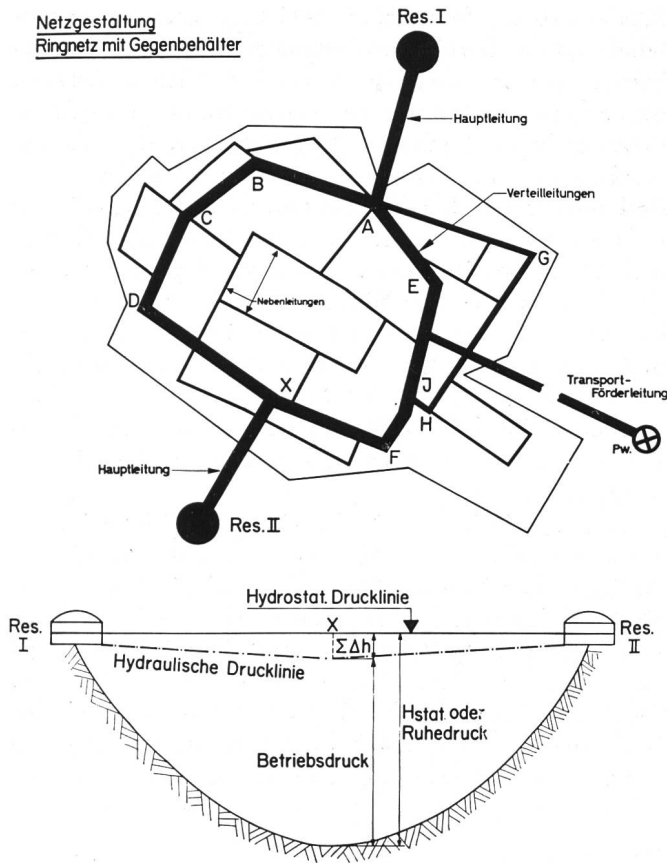 Netzgestaltung
Ringnetz mit Gegenbehälter
Res. I
Hauptleitung
B
Verteilleitungen
C
A
G
E
Nebenleitungen
D
Transport-
Förderleitung
X
J
H
Pw.
F
Hauptleitung
Res. II
Hydrostat. Drucklinie
X
Res.
I
Res.
II
ΣΔh
Hydraulische Drucklinie
Hstat. oder
Ruhedruck
Betriebsdruck